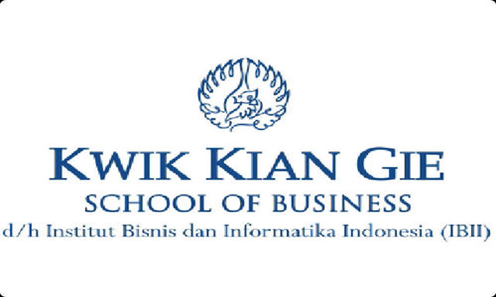 KWIK KIAN GIE
SCHOOL OF BUSINESS
d/h Institut Bisnis dan Informatika Indonesia (IBII)